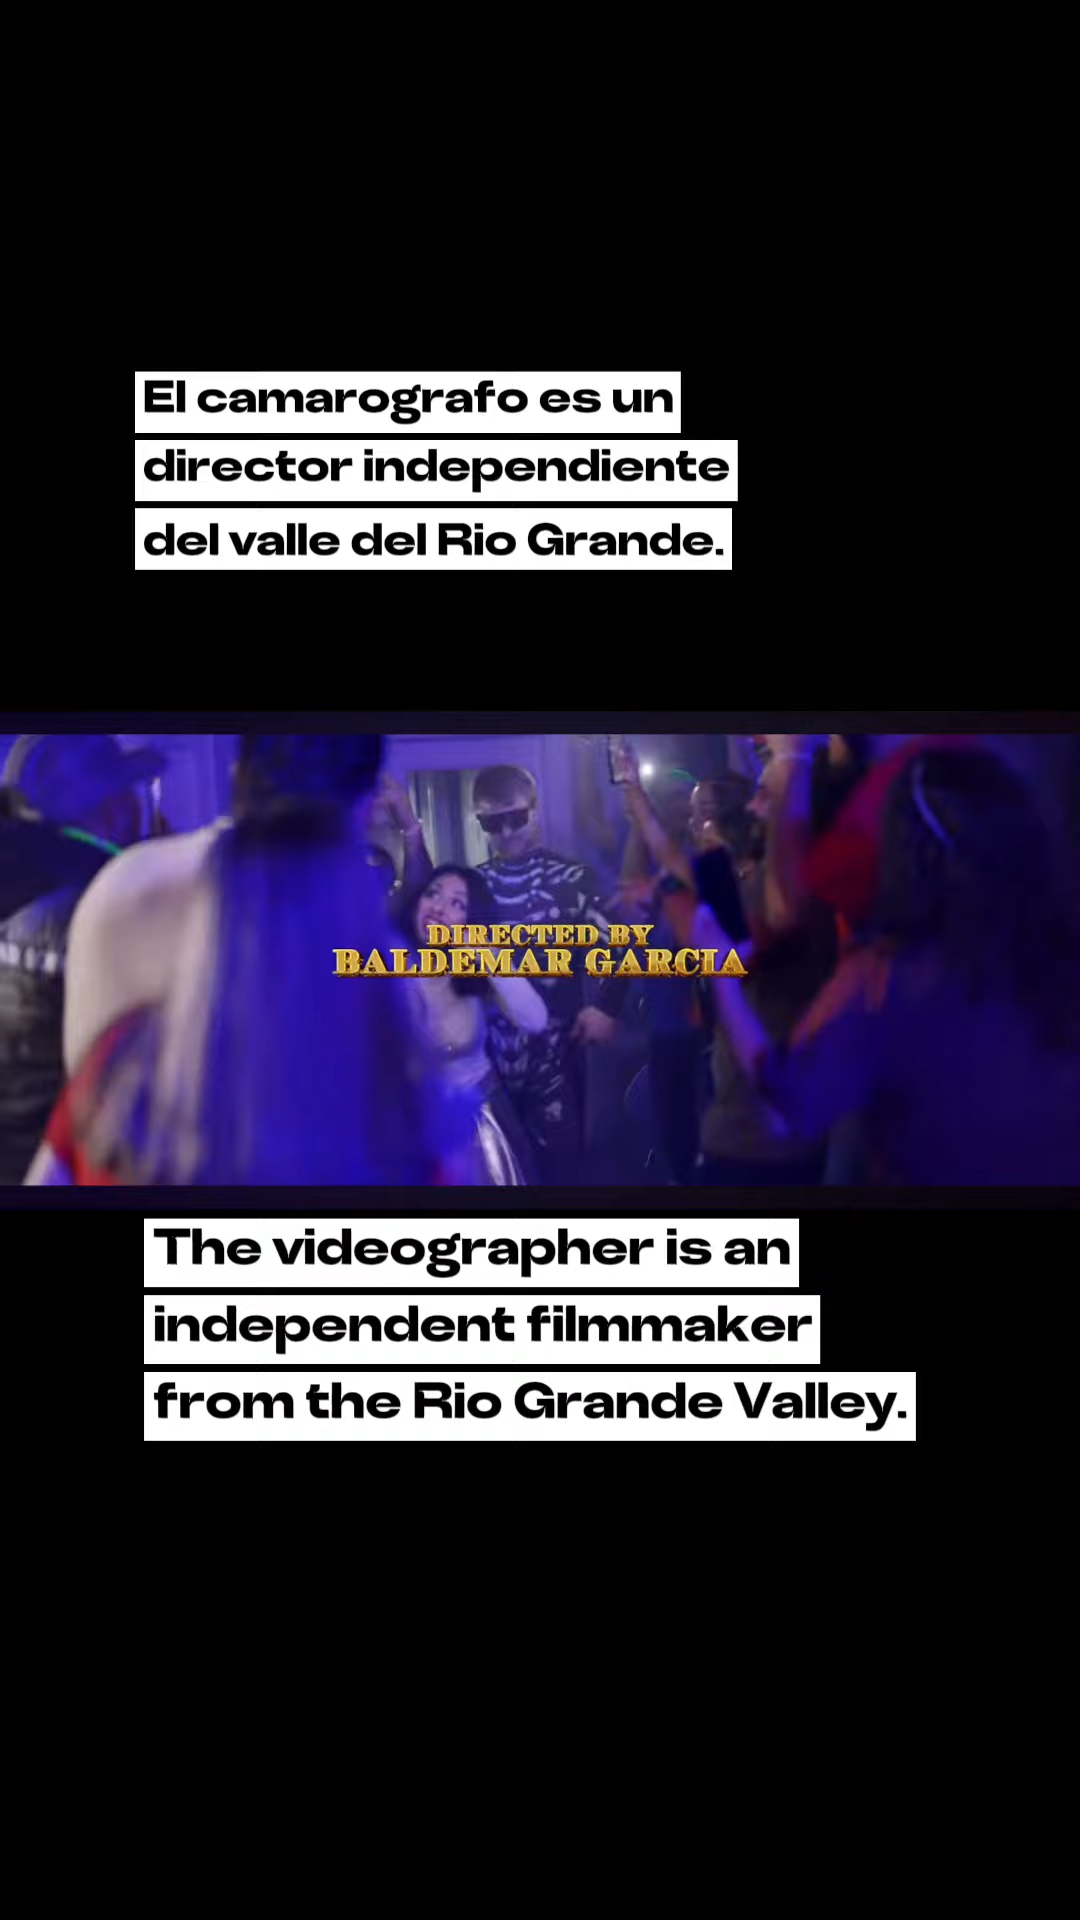 El camarografo es un
director independiente
del valle del Rio Grande.
DIRECTED BY
BALDEMAR GARCIA
The videographer is an
independent filmmaker
from the Rio Grande Valley.